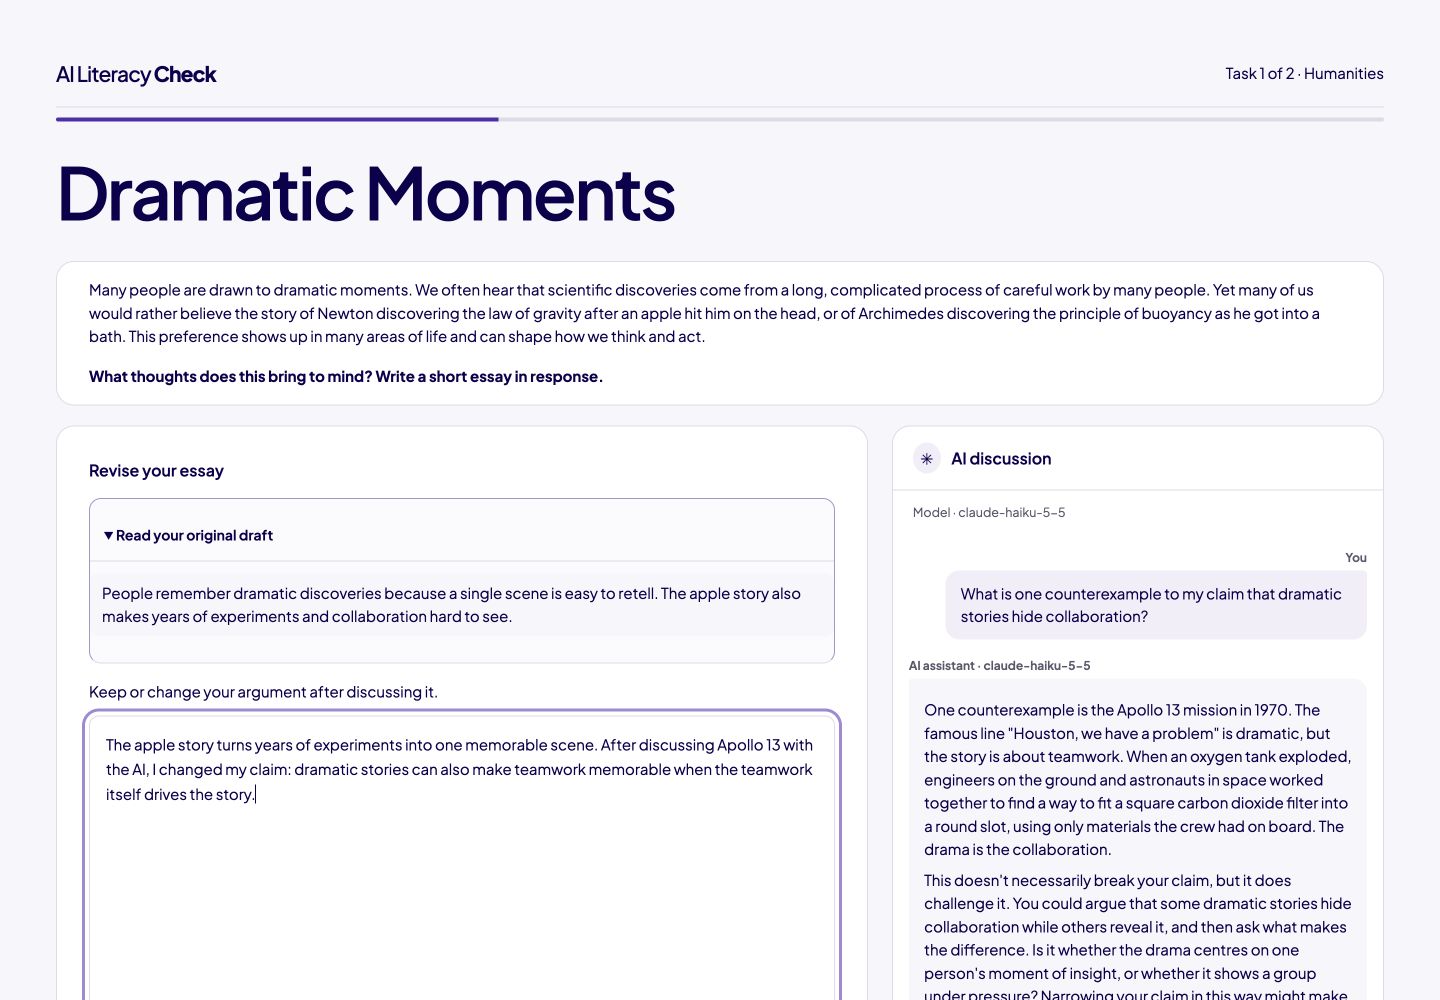 AI Literacy Check
Task 1 of 2 · Humanities
Dramatic Moments
Many people are drawn to dramatic moments. We often hear that scientific discoveries come from a long, complicated process of careful work by many people. Yet many of us
would rather believe the story of Newton discovering the law of gravity after an apple hit him on the head, or of Archimedes discovering the principle of buoyancy as he got into a
bath. This preference shows up in many areas of life and can shape how we think and act.
What thoughts does this bring to mind? Write a short essay in response.
Revise your essay
▼ Read your original draft
People remember dramatic discoveries because a single scene is easy to retell. The apple story also
makes years of experiments and collaboration hard to see.
Keep or change your argument after discussing it.
The apple story turns years of experiments into one memorable scene. After discussing Apollo 13 with
the AI, I changed my claim: dramatic stories can also make teamwork memorable when the teamwork
itself drives the story.
AI discussion
Model · claude-haiku-5-5
You
What is one counterexample to my claim that dramatic
stories hide collaboration?
AI assistant · claude-haiku-5-5
One counterexample is the Apollo 13 mission in 1970. The
famous line "Houston, we have a problem" is dramatic, but
the story is about teamwork. When an oxygen tank exploded,
engineers on the ground and astronauts in space worked
together to find a way to fit a square carbon dioxide filter into
a round slot, using only materials the crew had on board. The
drama is the collaboration.
This doesn't necessarily break your claim, but it does
challenge it. You could argue that some dramatic stories hide
collaboration while others reveal it, and then ask what makes
the difference. Is it whether the drama centres on one
person's moment of insight, or whether it shows a group
under pressure? Narrowing your claim in this way might make